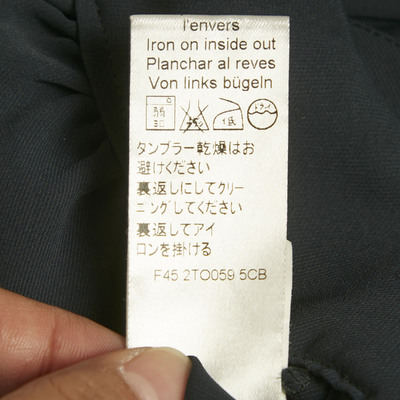 l'envers
Iron on inside out
Planchar al reves
Von links bügeln
ドライ
タンブラー乾燥はお
避けください
裏返しにしてクリー
ニングしてください
裏返してアイ
ロンを掛ける
F45 2TO059 5CB